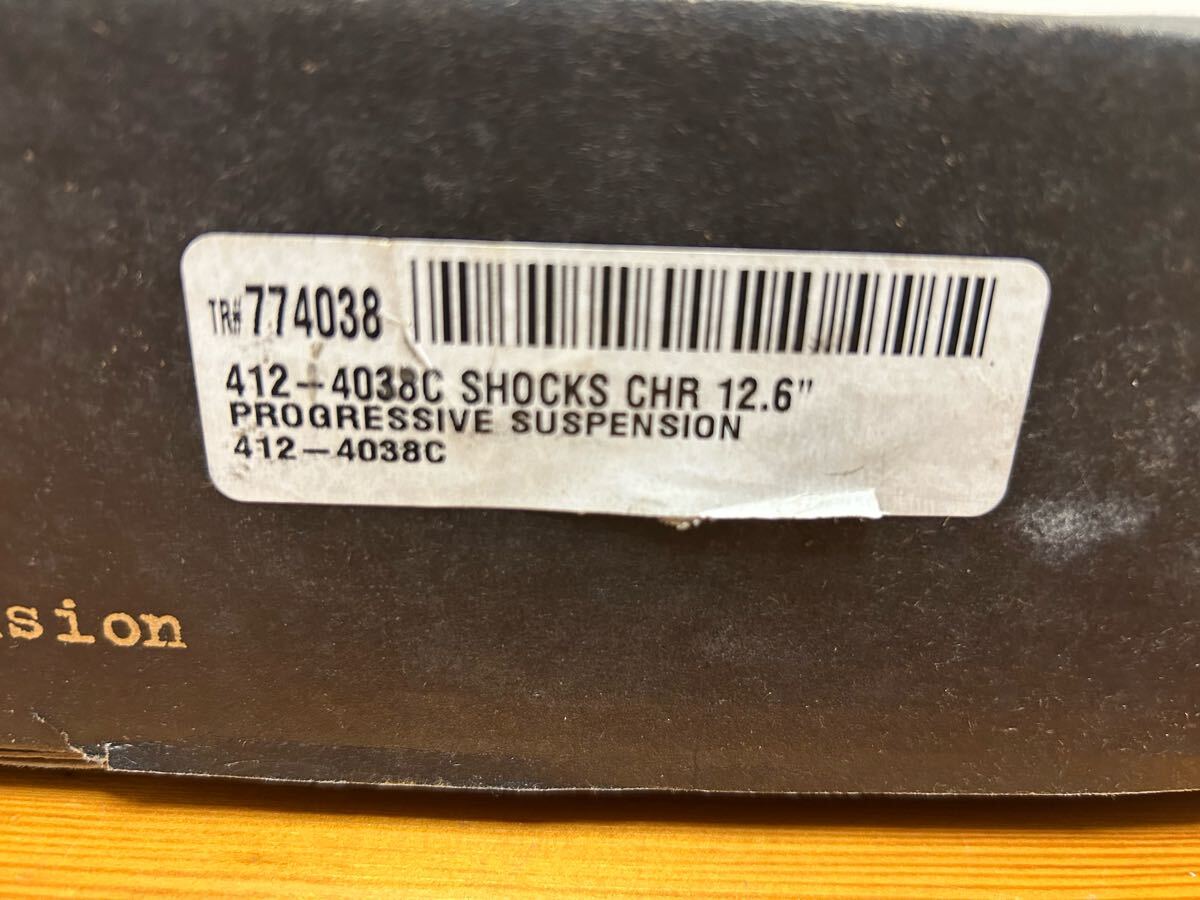 TR# 774038
412-4038C SHOCKS CHR 12.6"
PROGRESSIVE SUSPENSION
412-4038C
sion